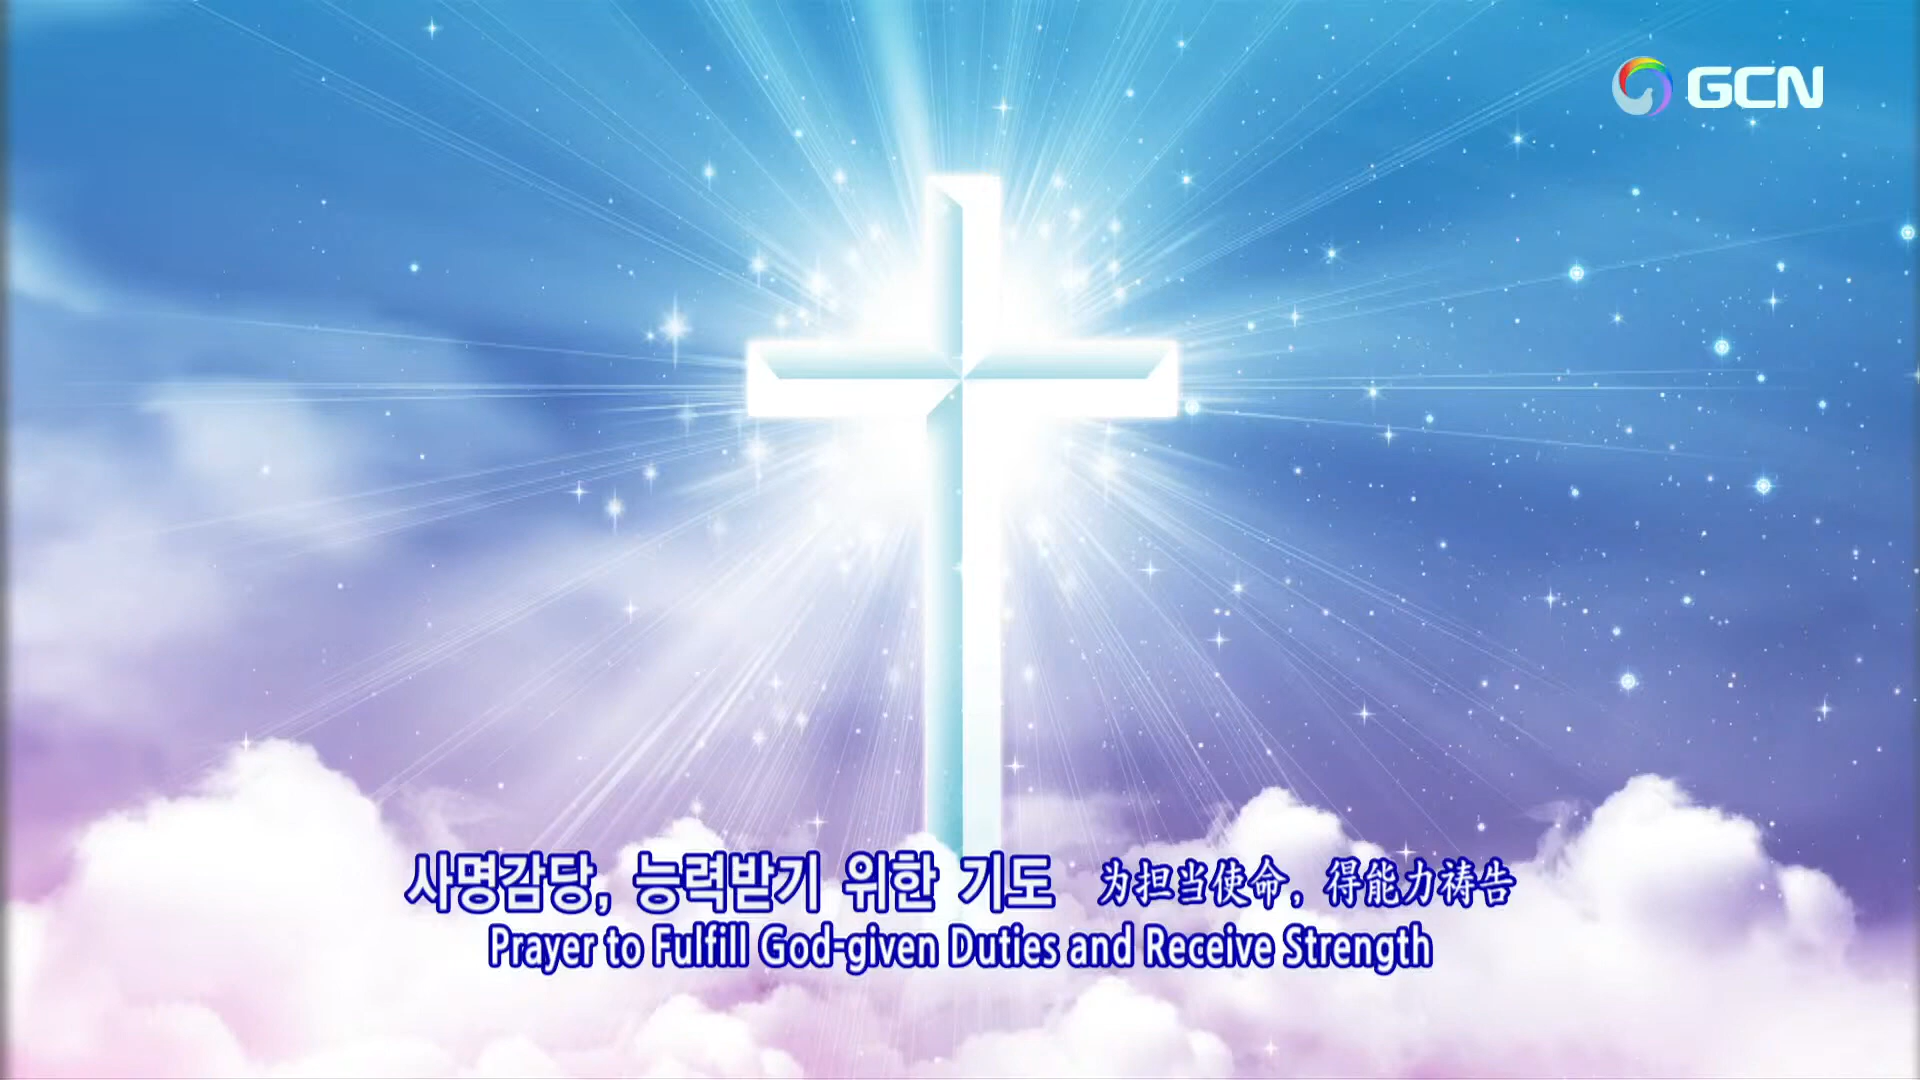 GCN
사명감당, 능력받기 위한 기도 为担当使命, 得能力祷告
Prayer to Fulfill God-given Duties and Receive Strength